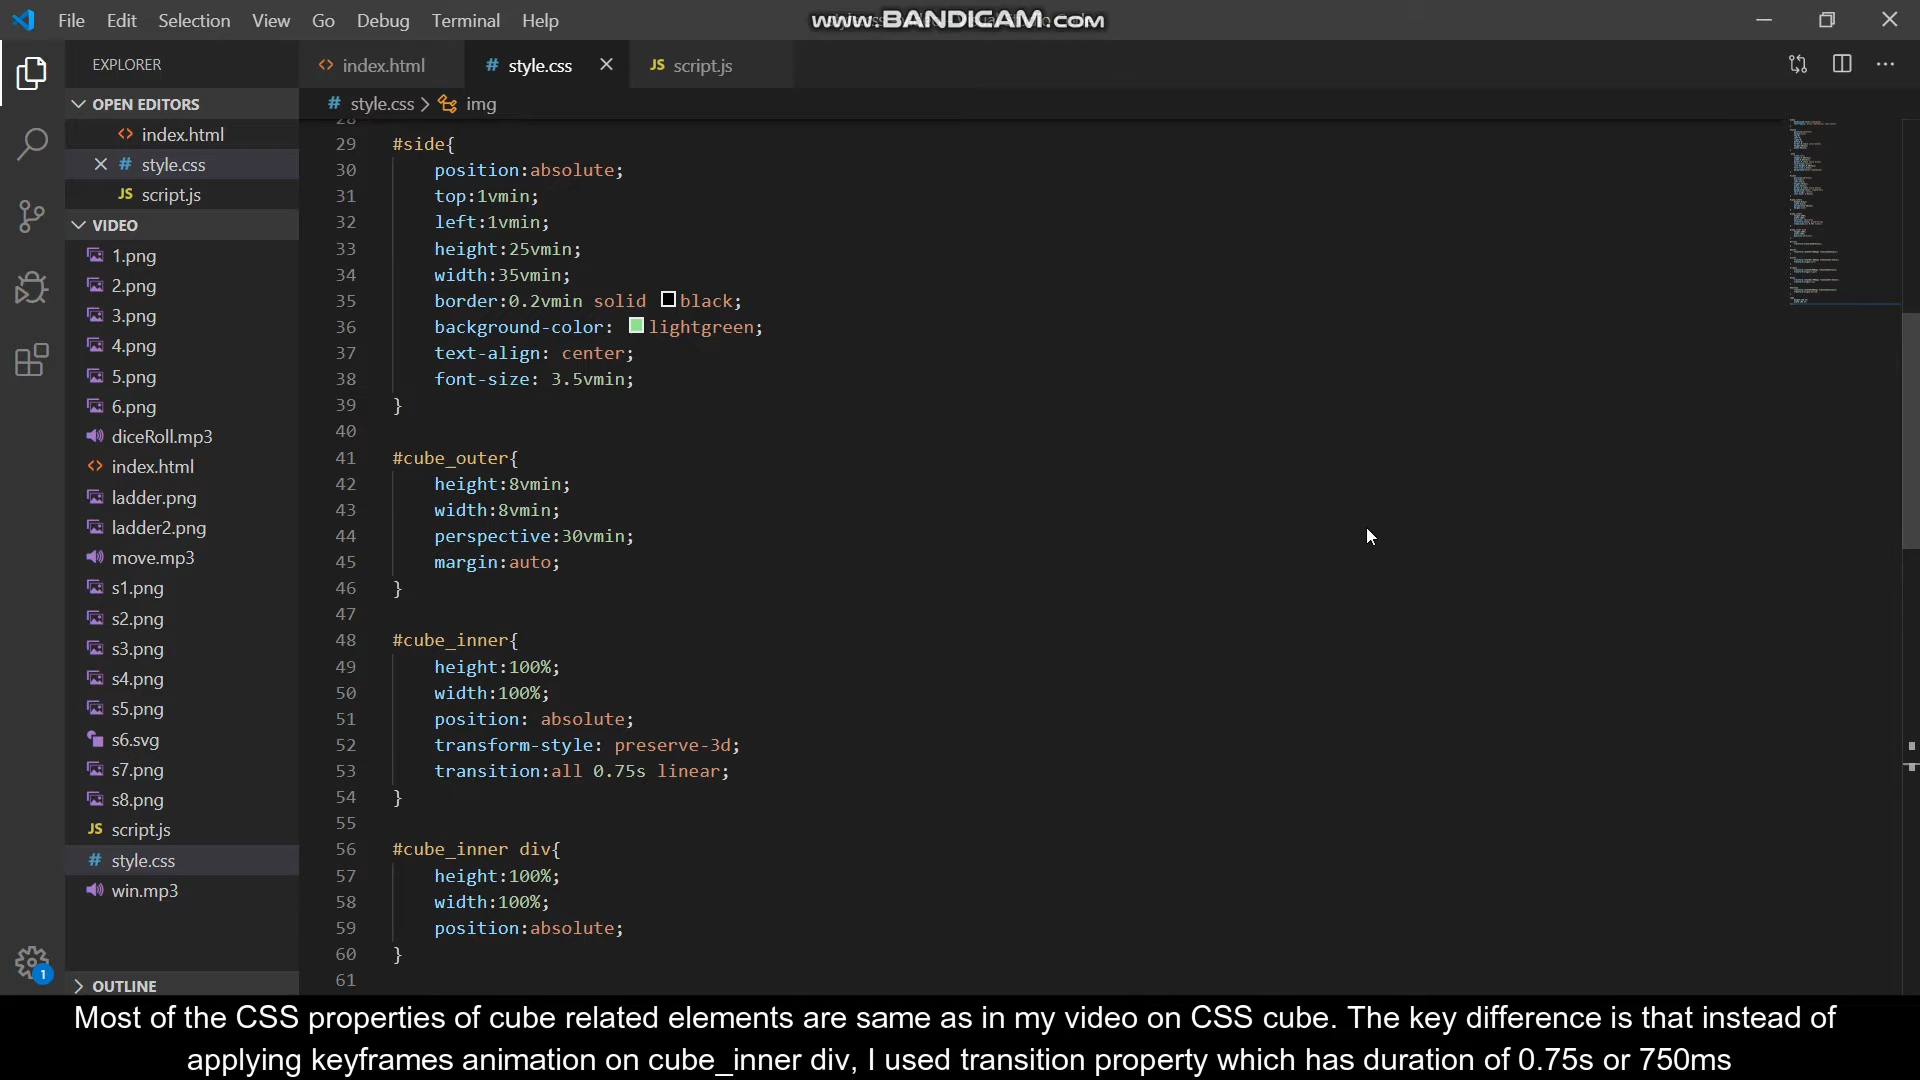 File Edit Selection View Go Debug Terminal Help
www.BANDICAM.com
EXPLORER
index.html
# style.css
JS script.js
OPEN EDITORS
# style.css > img
index.html
# style.css
JS script.js
VIDEO
1.png
2.png
3.png
4.png
5.png
6.png
diceRoll.mp3
index.html
ladder.png
ladder2.png
move.mp3
s1.png
s2.png
s3.png
s4.png
s5.png
s6.svg
s7.png
s8.png
JS script.js
# style.css
win.mp3
1
OUTLINE
28
29 #side{
30 position:absolute;
31 top:1vmin;
32 left:1vmin;
33 height:25vmin;
34 width:35vmin;
35 border:0.2vmin solid black;
36 background-color: lightgreen;
37 text-align: center;
38 font-size: 3.5vmin;
39 }
40
41 #cube_outer{
42 height:8vmin;
43 width:8vmin;
44 perspective:30vmin;
45 margin:auto;
46 }
47
48 #cube_inner{
49 height:100%;
50 width:100%;
51 position: absolute;
52 transform-style: preserve-3d;
53 transition:all 0.75s linear;
54 }
55
56 #cube_inner div{
57 height:100%;
58 width:100%;
59 position:absolute;
60 }
61
Most of the CSS properties of cube related elements are same as in my video on CSS cube. The key difference is that instead of
applying keyframes animation on cube_inner div, I used transition property which has duration of 0.75s or 750ms